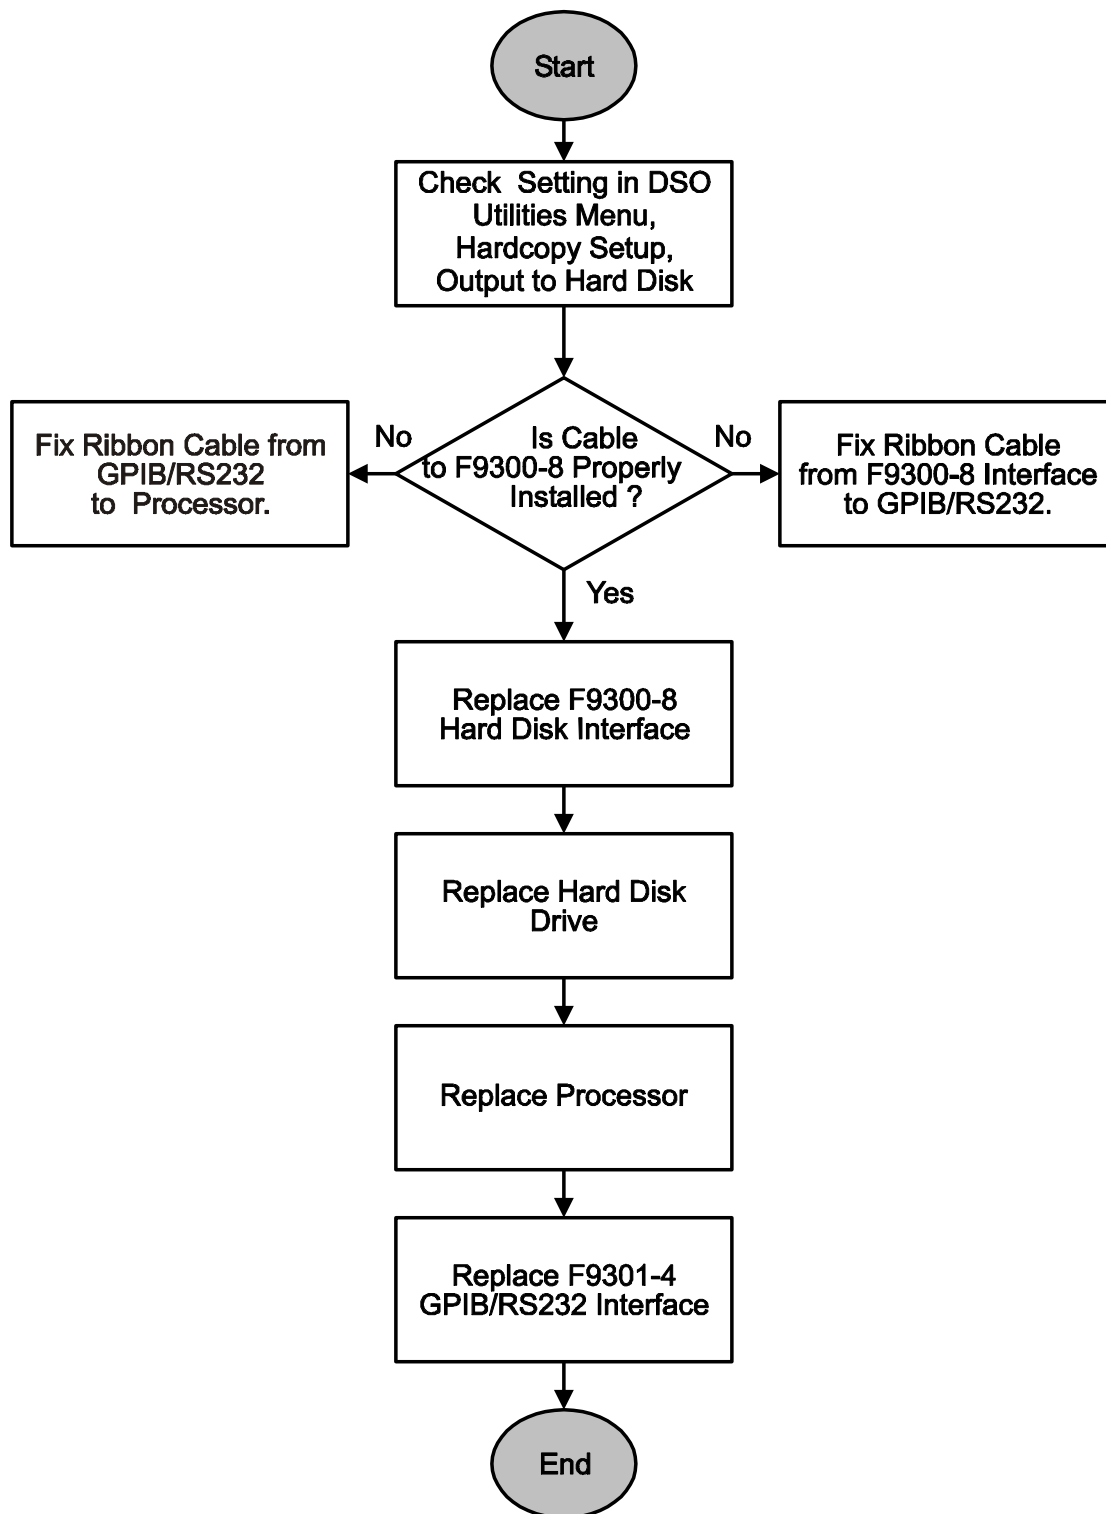 Start
Check  Setting in DSO
Utilities Menu,
Hardcopy Setup,
Output to Hard Disk
Fix Ribbon Cable from
GPIB/RS232
to  Processor.
No
Is Cable
to F9300-8 Properly
Installed ?
No
Fix Ribbon Cable
from F9300-8 Interface
to GPIB/RS232.
Yes
Replace F9300-8
Hard Disk Interface
Replace Hard Disk
Drive
Replace Processor
Replace F9301-4
GPIB/RS232 Interface
End